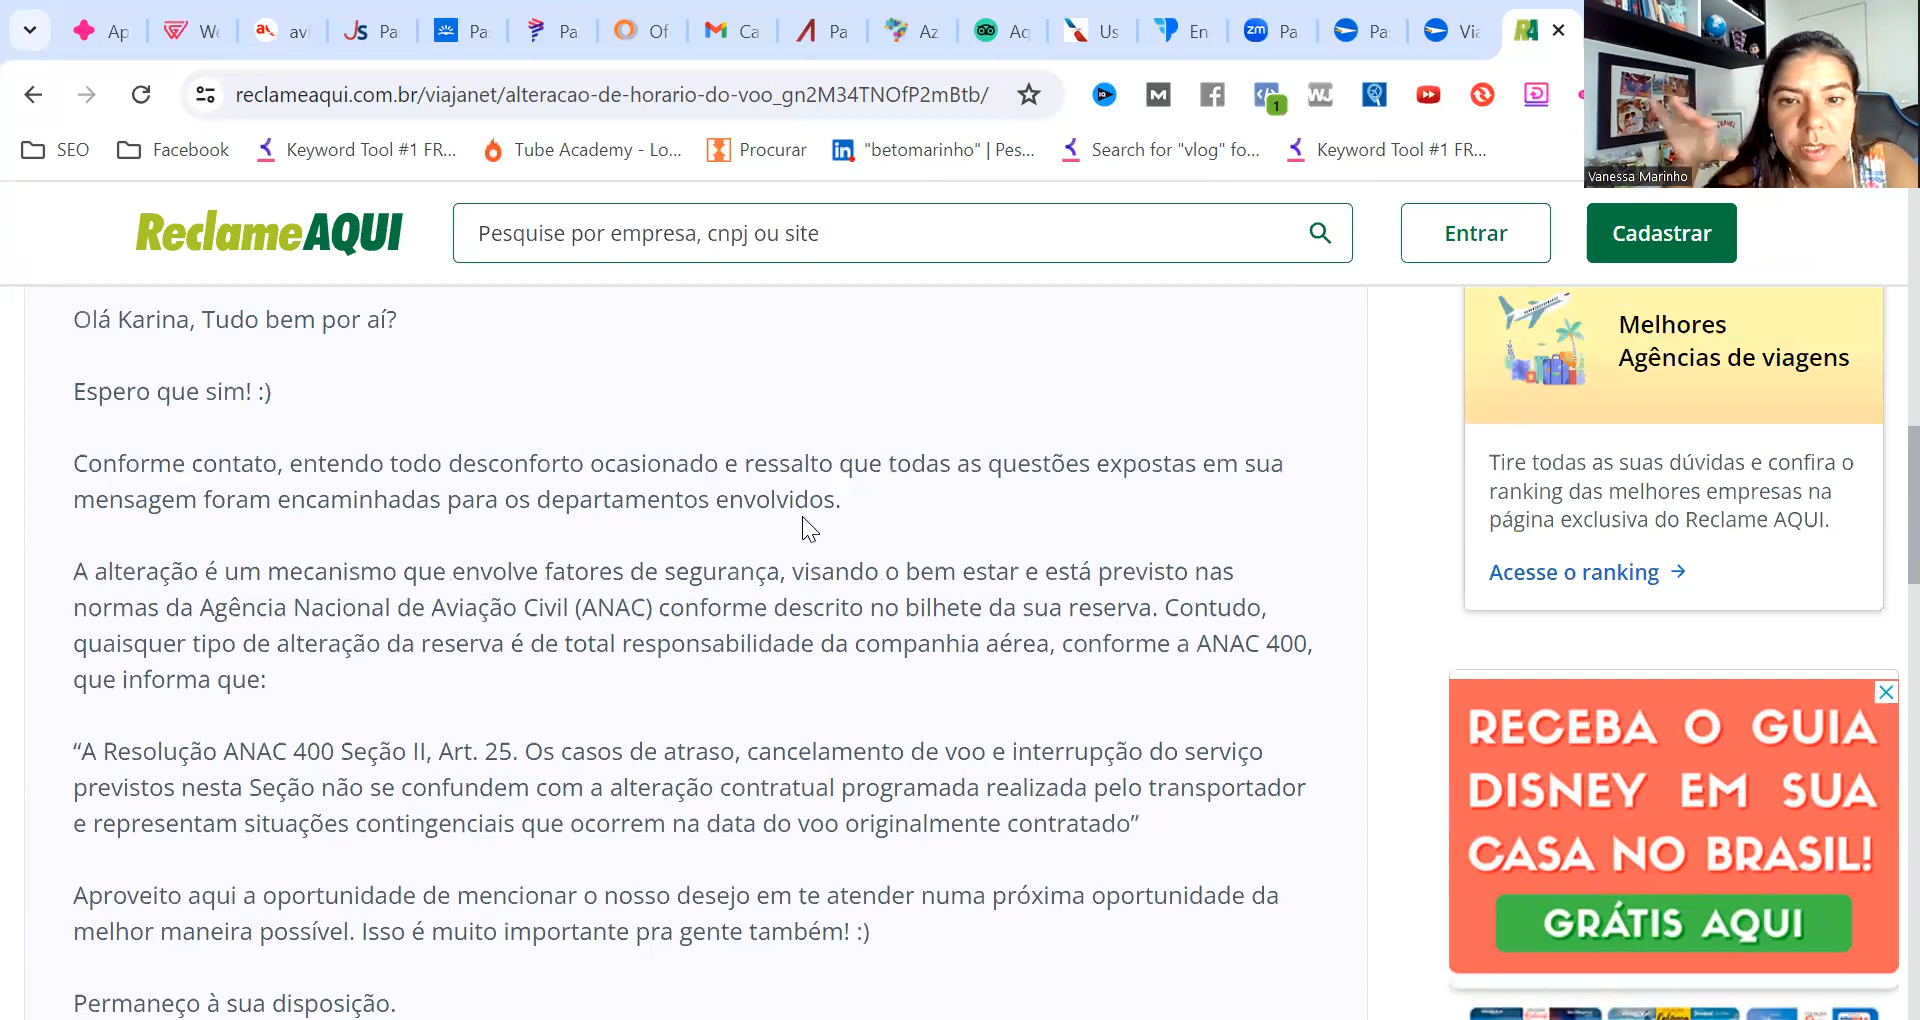 Ap
We
aví
JS
Pa
Pa
Pa
Of
Ca
Pa
Az
Aq
Us
En
zm
Pa
Pa
Via
RA
reclameaqui.com.br/viajanet/alteracao-de-horario-do-voo_gn2M34TNOfP2mBtb/
1
SEO
Facebook
Keyword Tool #1 FR...
Tube Academy - Lo...
Procurar
"betomarinho" | Pes...
Search for "vlog" fo...
Keyword Tool #1 FR...
Vanessa Marinho
ReclameAQUI
Pesquise por empresa, cnpj ou site
Entrar
Cadastrar
Olá Karina, Tudo bem por aí?
Espero que sim! :)
Conforme contato, entendo todo desconforto ocasionado e ressalto que todas as questões expostas em sua
mensagem foram encaminhadas para os departamentos envolvidos.
A alteração é um mecanismo que envolve fatores de segurança, visando o bem estar e está previsto nas
normas da Agência Nacional de Aviação Civil (ANAC) conforme descrito no bilhete da sua reserva. Contudo,
quaisquer tipo de alteração da reserva é de total responsabilidade da companhia aérea, conforme a ANAC 400,
que informa que:
“A Resolução ANAC 400 Seção II, Art. 25. Os casos de atraso, cancelamento de voo e interrupção do serviço
previstos nesta Seção não se confundem com a alteração contratual programada realizada pelo transportador
e representam situações contingenciais que ocorrem na data do voo originalmente contratado”
Aproveito aqui a oportunidade de mencionar o nosso desejo em te atender numa próxima oportunidade da
melhor maneira possível. Isso é muito importante pra gente também! :)
Permaneço à sua disposição.
Melhores
Agências de viagens
Tire todas as suas dúvidas e confira o
ranking das melhores empresas na
página exclusiva do Reclame AQUI.
Acesse o ranking
RECEBA O GUIA
DISNEY EM SUA
CASA NO BRASIL!
GRÁTIS AQUI